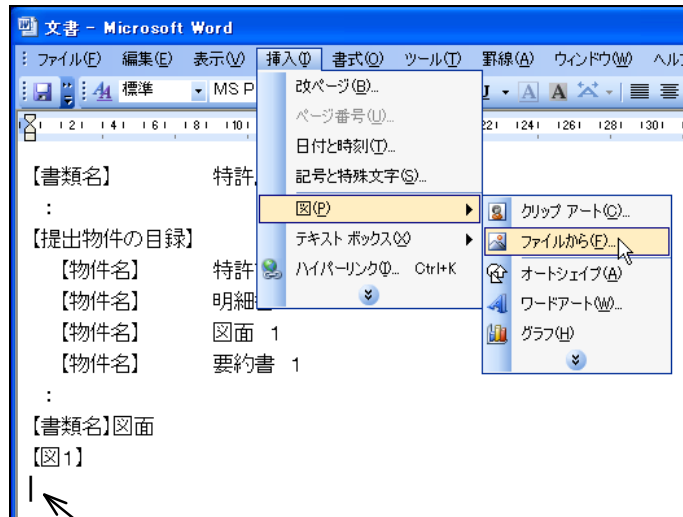 文書 - Microsoft Word
ファイル(F) 編集(E) 表示(V) 挿入(I) 書式(O) ツール(T) 罫線(A) ウィンドウ(W)
標準 MS P
改ページ(B)...
ページ番号(U)...
日付と時刻(T)...
記号と特殊文字(S)...
図(P)
テキスト ボックス(X)
ハイパーリンク(I)... Ctrl+K
クリップ アート(C)...
ファイルから(F)...
オートシェイプ(A)
ワードアート(W)...
グラフ(H)
【書類名】 特許
:
【提出物件の目録】
【物件名】 特許
【物件名】 明細
【物件名】 図面 1
【物件名】 要約書 1
:
【書類名】図面
【図1】